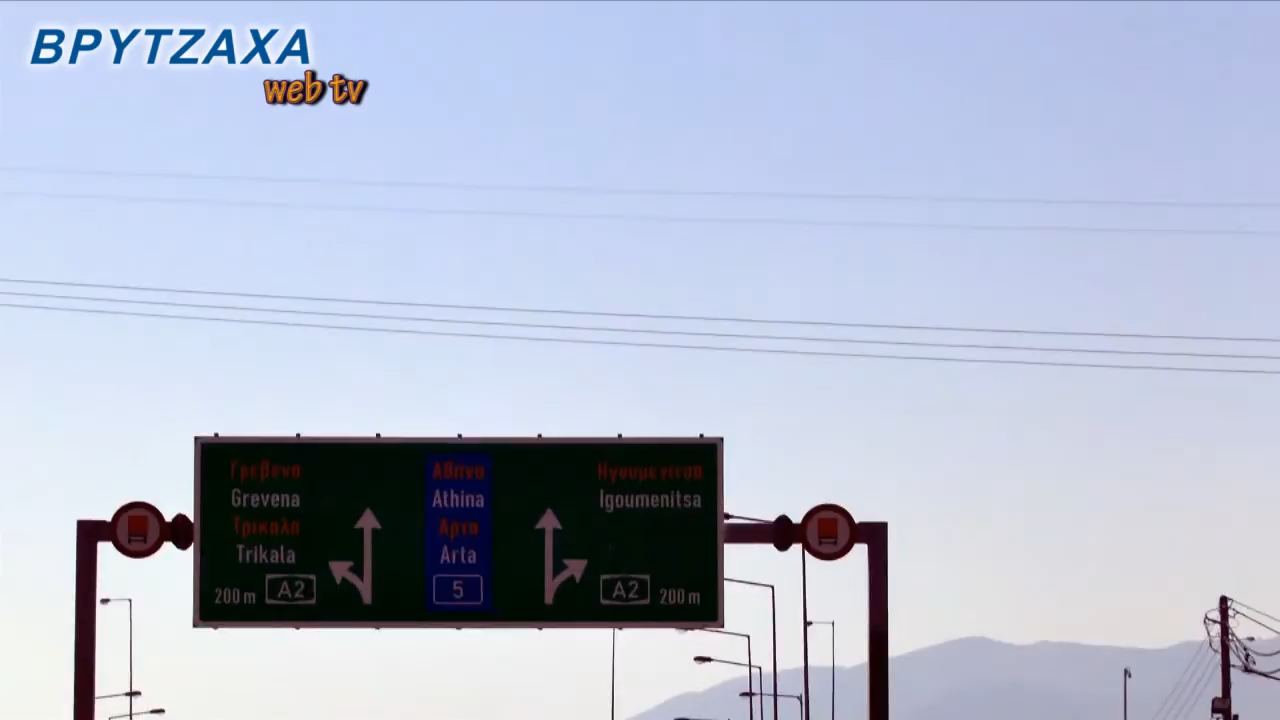 ΒΡΥΤΖΑΧΑ
web tv
Γρεβενα
Grevena
Τρικαλα
Trikala
200 m A2
Αθηνα
Athina
Αρτα
Arta
5
Ηγουμενιτσα
Igoumenitsa
A2 200 m